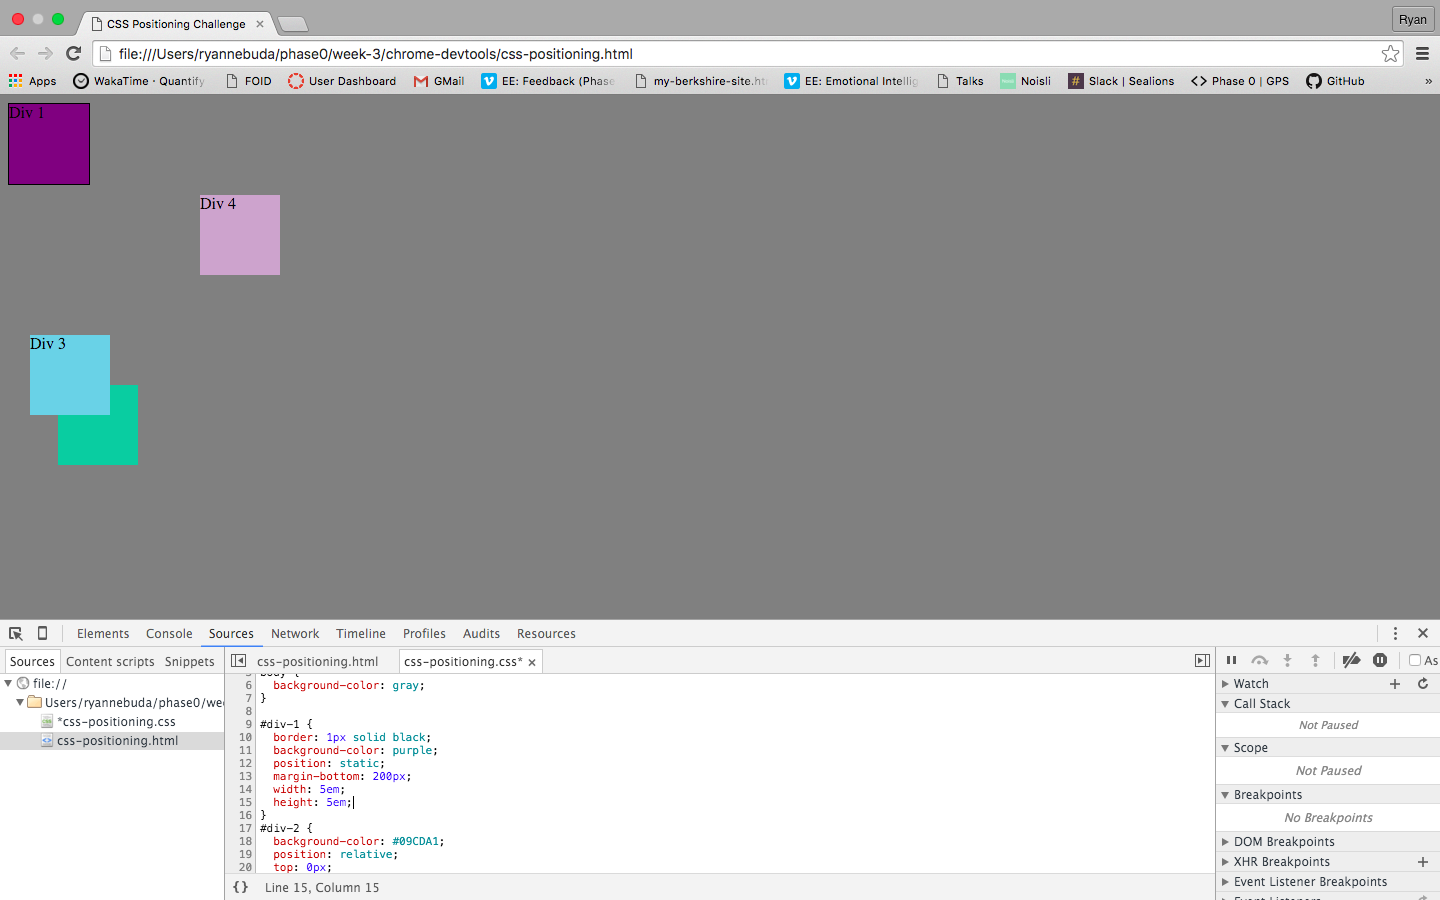 CSS Positioning Challenge
Ryan
file:///Users/ryannebuda/phase0/week-3/chrome-devtools/css-positioning.html
Apps WakaTime · Quantify FOID User Dashboard GMail EE: Feedback (Phase my-berkshire-site.ht EE: Emotional Intellig Talks Noisli Slack | Sealions Phase 0 | GPS GitHub »
Div 1
Div 4
Div 3
Elements Console Sources Network Timeline Profiles Audits Resources
Sources Content scripts Snippets
css-positioning.html css-positioning.css*
As
file://
Users/ryannebuda/phase0/wee
*css-positioning.css
css-positioning.html
5 body {
6 background-color: gray;
7 }
8
9 #div-1 {
10 border: 1px solid black;
11 background-color: purple;
12 position: static;
13 margin-bottom: 200px;
14 width: 5em;
15 height: 5em;
16 }
17 #div-2 {
18 background-color: #09CDA1;
19 position: relative;
20 top: 0px;
{} Line 15, Column 15
Watch
Call Stack
Not Paused
Scope
Not Paused
Breakpoints
No Breakpoints
DOM Breakpoints
XHR Breakpoints
Event Listener Breakpoints
Event Listeners